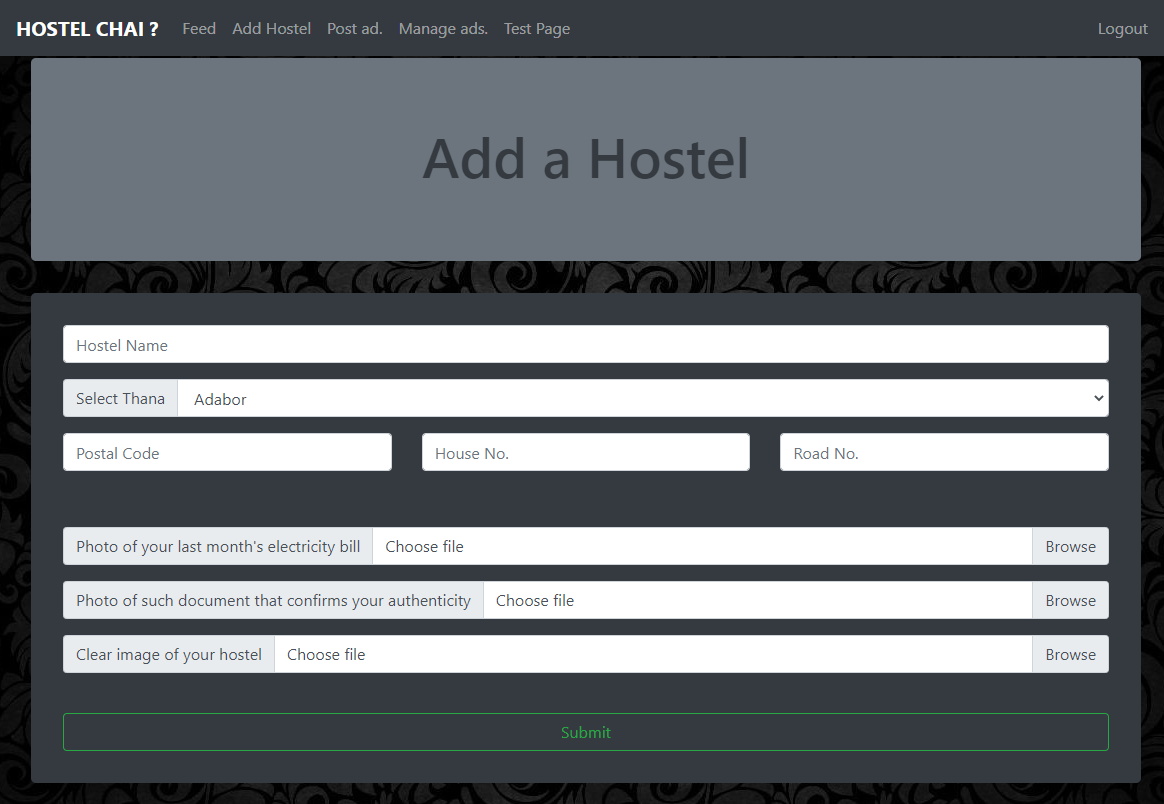 HOSTEL CHAI ? Feed Add Hostel Post ad. Manage ads. Test Page Logout
Add a Hostel
Hostel Name
Select Thana Adabor
Postal Code House No. Road No.
Photo of your last month's electricity bill Choose file Browse
Photo of such document that confirms your authenticity Choose file Browse
Clear image of your hostel Choose file Browse
Submit